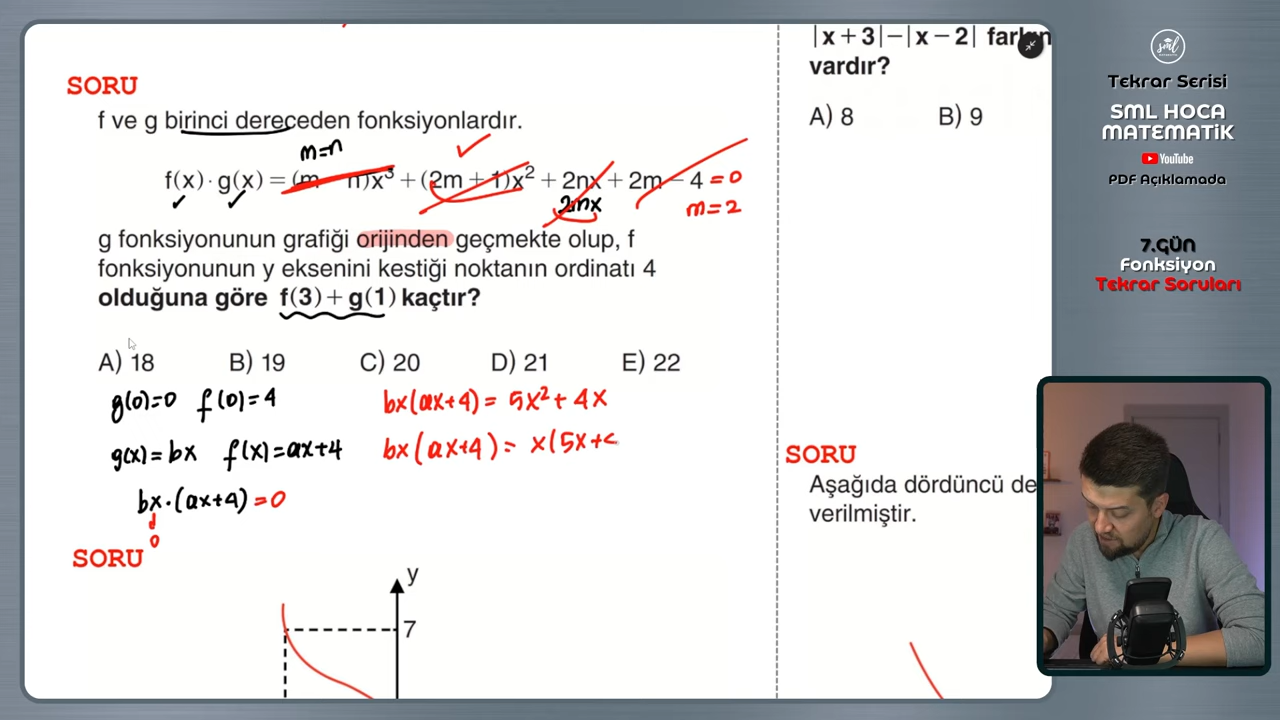 SORU
f ve g birinci dereceden fonksiyonlardır.
m=n
f(x)·g(x) = (m − n)x³ + (2m + 1)x² + 2nx + 2m − 4 = 0
2mx
m=2
g fonksiyonunun grafiği orijinden geçmekte olup, f
fonksiyonunun y eksenini kestiği noktanın ordinatı 4
olduğuna göre f(3)+g(1) kaçtır?
A) 18 B) 19 C) 20 D) 21 E) 22
g(0)=0 f(0)=4
g(x)=bx f(x)=ax+4
bx·(ax+4)=0
0
bx(ax+4)= 5x²+4x
bx(ax+4)= x(5x+
SORU
y
7
|x+3|−|x−2|
vardır?
A) 8 B) 9
SORU
Aşağıda dördüncü de
verilmiştir.
sml
Tekrar Serisi
SML HOCA
MATEMATİK
YouTube
PDF Açıklamada
7.GÜN
Fonksiyon
Tekrar Soruları